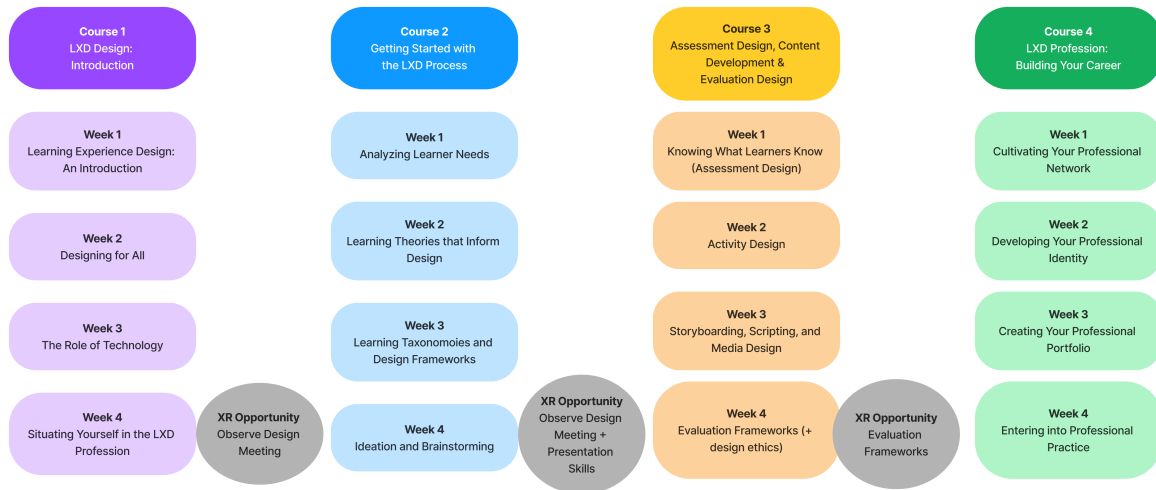 Course 1
LXD Design:
Introduction
Week 1
Learning Experience Design:
An Introduction
Week 2
Designing for All
Week 3
The Role of Technology
Week 4
Situating Yourself in the LXD
Profession
XR Opportunity
Observe Design
Meeting
Course 2
Getting Started with
the LXD Process
Week 1
Analyzing Learner Needs
Week 2
Learning Theories that Inform
Design
Week 3
Learning Taxonomoies and
Design Frameworks
Week 4
Ideation and Brainstorming
XR Opportunity
Observe Design
Meeting +
Presentation
Skills
Course 3
Assessment Design, Content
Development &
Evaluation Design
Week 1
Knowing What Learners Know
(Assessment Design)
Week 2
Activity Design
Week 3
Storyboarding, Scripting, and
Media Design
Week 4
Evaluation Frameworks (+
design ethics)
XR Opportunity
Evaluation
Frameworks
Course 4
LXD Profession:
Building Your Career
Week 1
Cultivating Your Professional
Network
Week 2
Developing Your Professional
Identity
Week 3
Creating Your Professional
Portfolio
Week 4
Entering into Professional
Practice